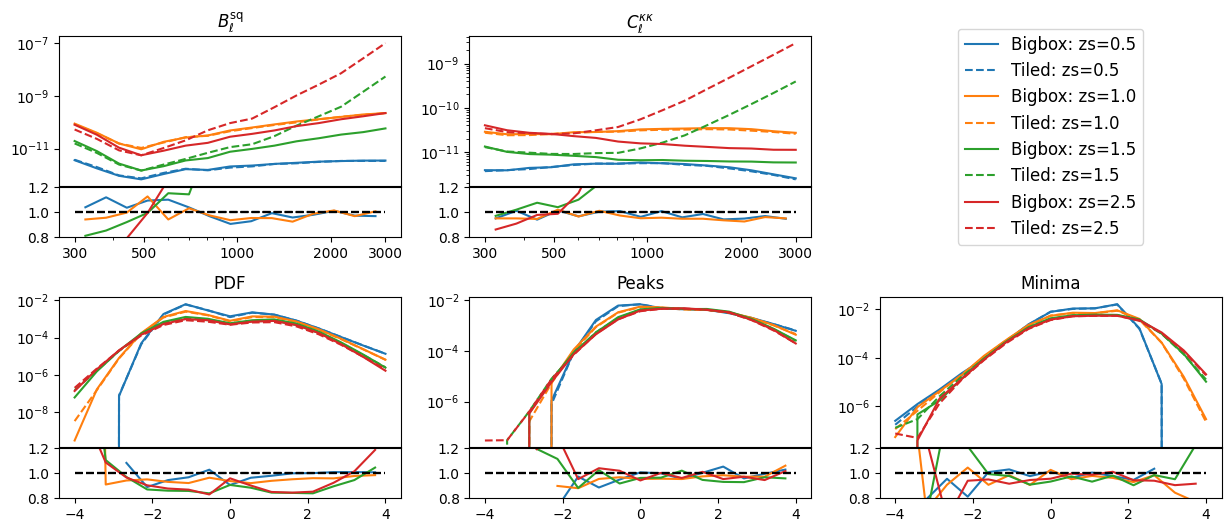 B_ℓ^sq
C_ℓ^κκ
10⁻⁷
10⁻⁹
10⁻¹¹
1.2
1.0
0.8
300 500 1000 2000 3000
10⁻⁹
10⁻¹⁰
10⁻¹¹
1.2
1.0
0.8
300 500 1000 2000 3000
Bigbox: zs=0.5
Tiled: zs=0.5
Bigbox: zs=1.0
Tiled: zs=1.0
Bigbox: zs=1.5
Tiled: zs=1.5
Bigbox: zs=2.5
Tiled: zs=2.5
PDF
10⁻²
10⁻⁴
10⁻⁶
10⁻⁸
1.2
1.0
0.8
−4 −2 0 2 4
Peaks
10⁻²
10⁻⁴
10⁻⁶
1.2
1.0
0.8
−4 −2 0 2 4
Minima
10⁻²
10⁻⁴
10⁻⁶
1.2
1.0
0.8
−4 −2 0 2 4